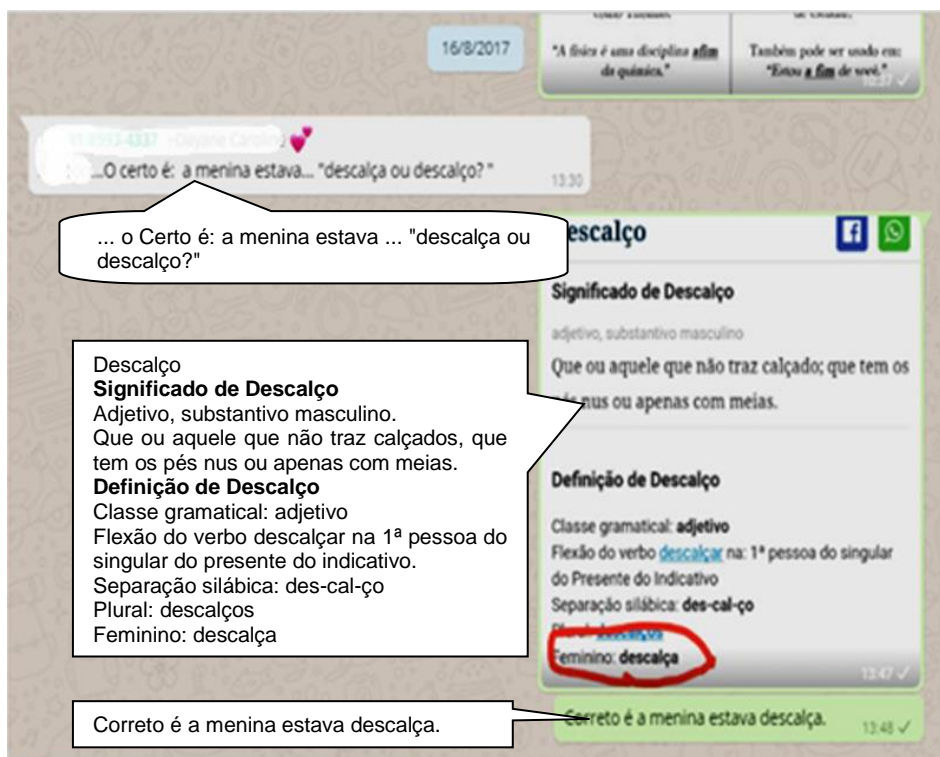 16/8/2017
"A física é uma disciplina afim
da química."
Também pode ser usado em:
"Estou a fim de você."
10:37
...O certo é: a menina estava... "descalça ou descalço? "
13:30
... o Certo é: a menina estava ... "descalça ou
descalço?"
escalço
Significado de Descalço
adjetivo, substantivo masculino
Que ou aquele que não traz calçado; que tem os
pés nus ou apenas com meias.
Definição de Descalço
Classe gramatical: adjetivo
Flexão do verbo descalçar na: 1ª pessoa do singular
do Presente do Indicativo
Separação silábica: des-cal-ço
Plural: descalços
Feminino: descalça
13:47
Descalço
Significado de Descalço
Adjetivo, substantivo masculino.
Que ou aquele que não traz calçados, que
tem os pés nus ou apenas com meias.
Definição de Descalço
Classe gramatical: adjetivo
Flexão do verbo descalçar na 1ª pessoa do
singular do presente do indicativo.
Separação silábica: des-cal-ço
Plural: descalços
Feminino: descalça
Correto é a menina estava descalça.
13:48
Correto é a menina estava descalça.